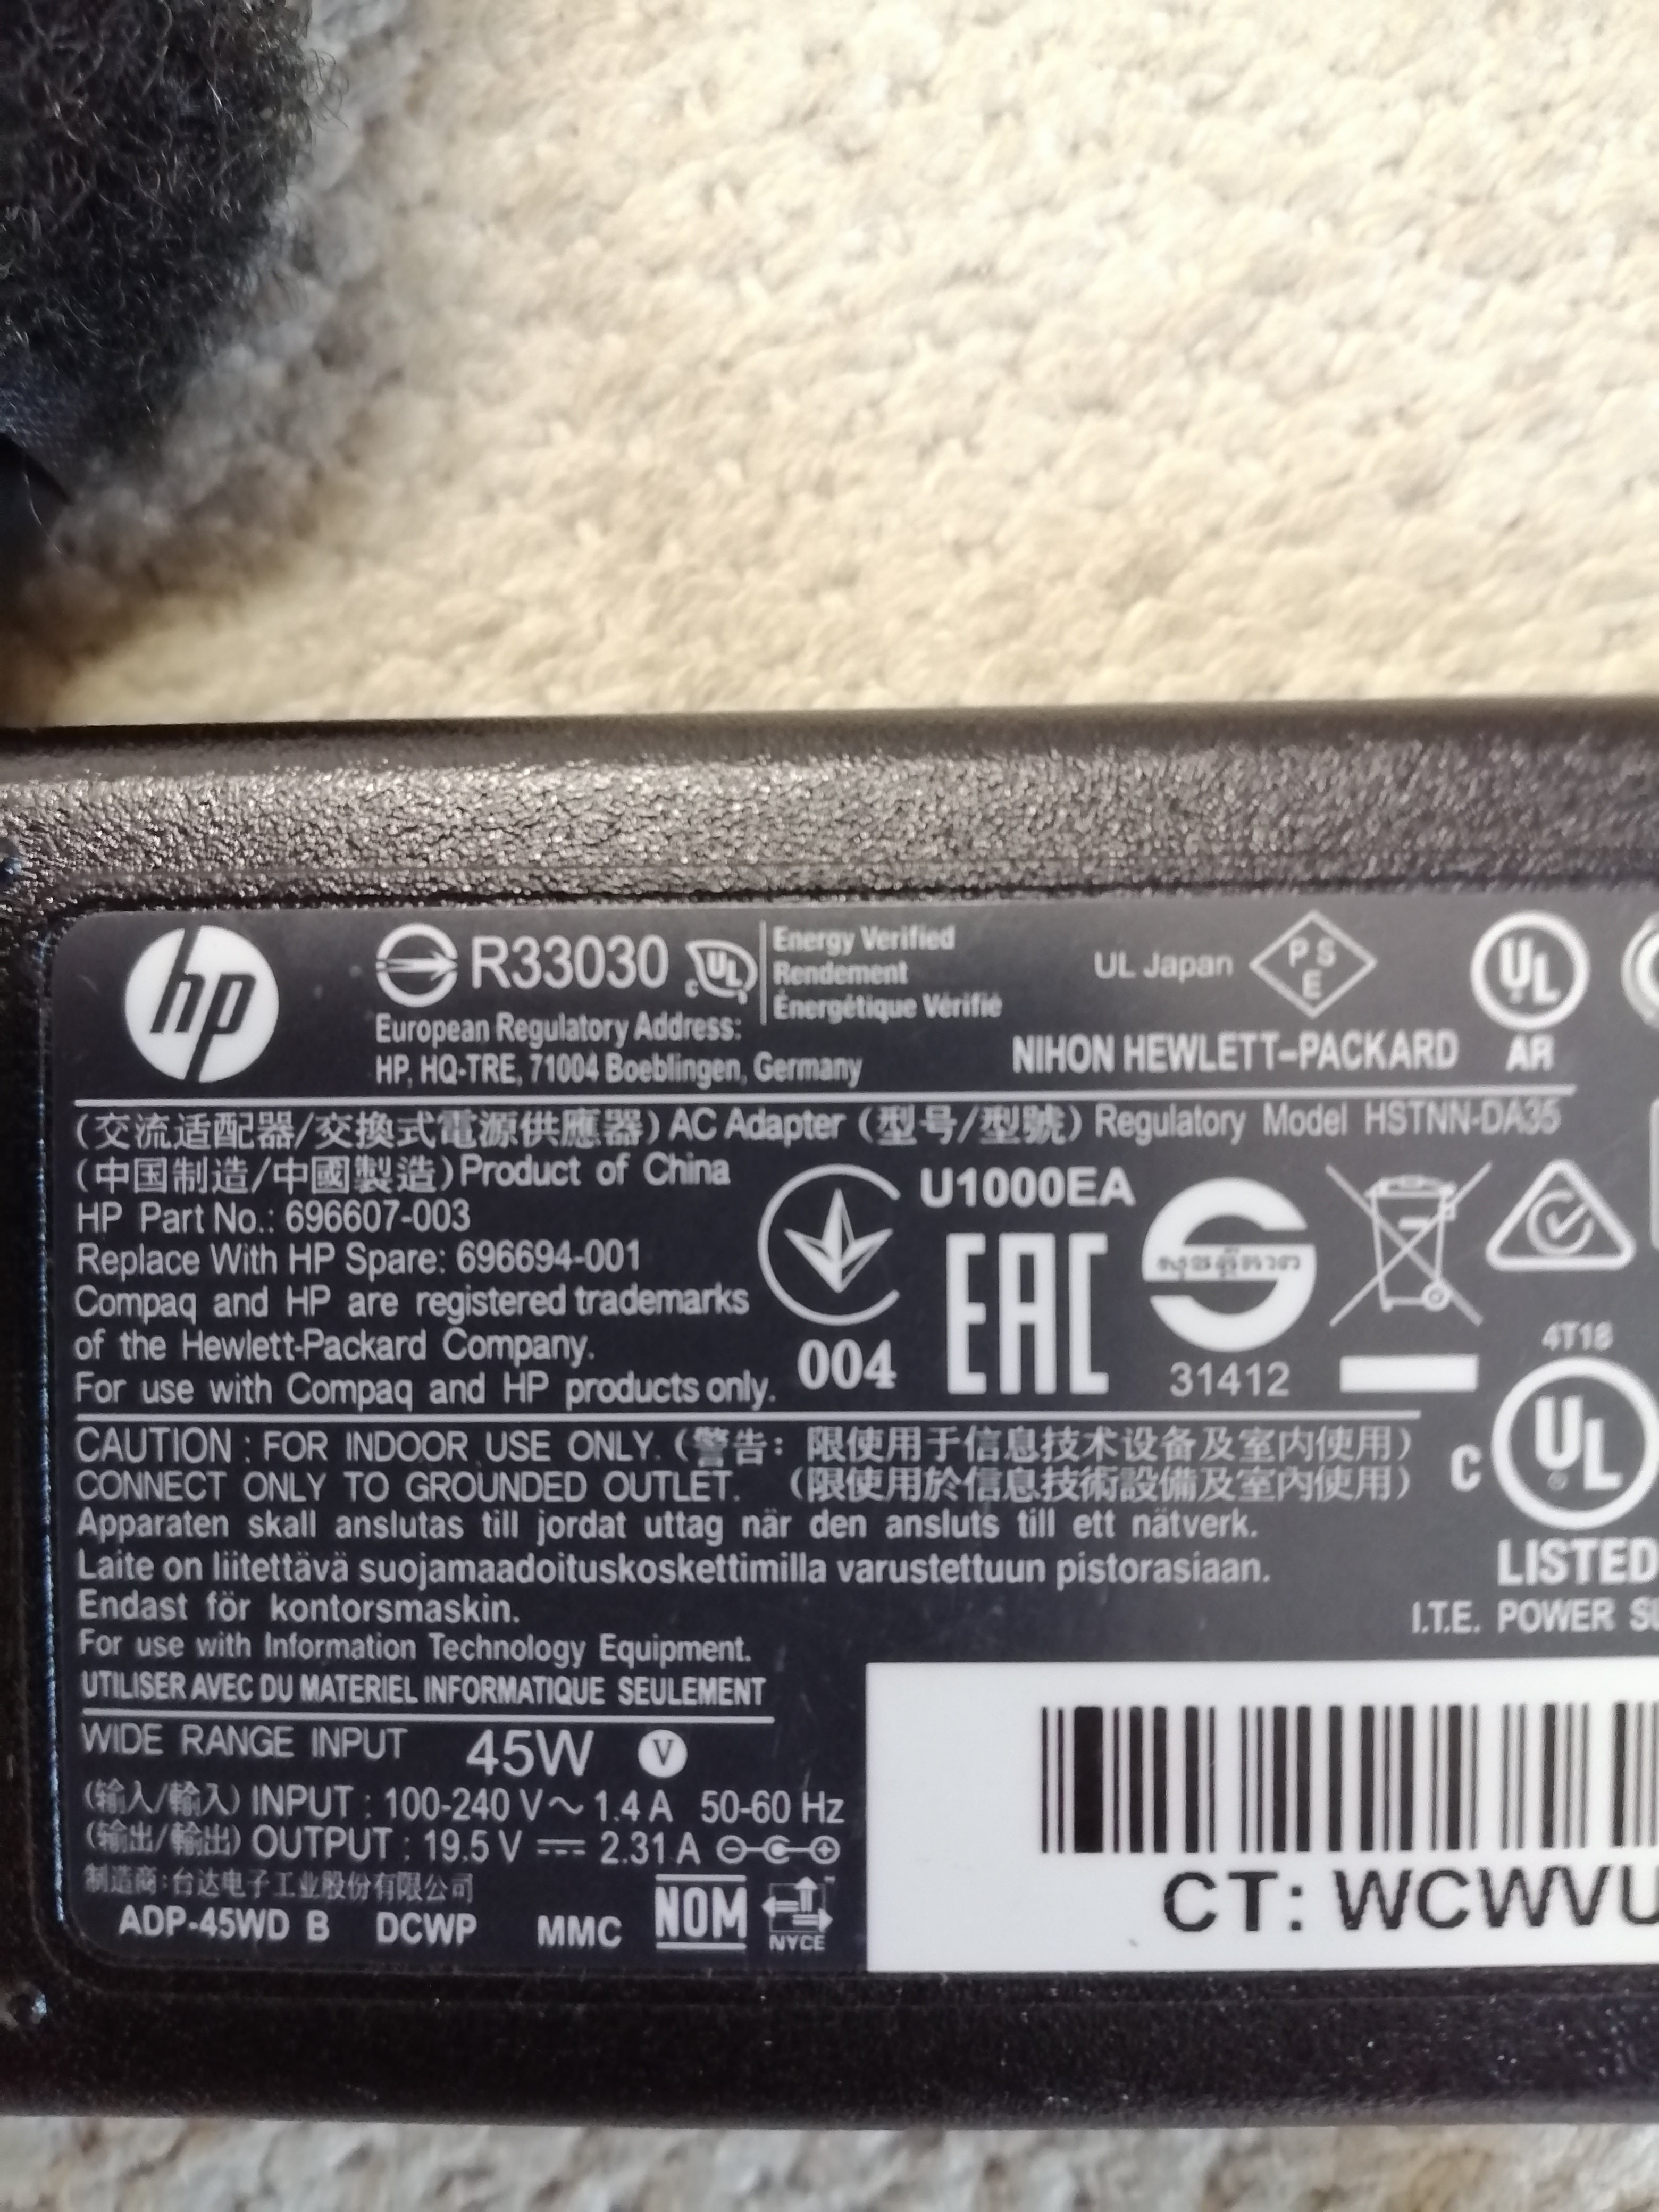 hp
R33030
UL
Energy Verified
Rendement
Énergétique Vérifié
European Regulatory Address:
HP, HQ-TRE, 71004 Boeblingen, Germany
UL Japan
PSE
NIHON HEWLETT-PACKARD
UL
AR
(交流适配器/交換式電源供應器) AC Adapter (型号/型號) Regulatory Model HSTNN-DA35
(中国制造/中國製造) Product of China
HP Part No.: 696607-003
Replace With HP Spare: 696694-001
Compaq and HP are registered trademarks
of the Hewlett-Packard Company.
For use with Compaq and HP products only.
004
U1000EA
EAC
31412
4T18
CAUTION : FOR INDOOR USE ONLY. (警告: 限使用于信息技术设备及室内使用)
CONNECT ONLY TO GROUNDED OUTLET. (限使用於信息技術設備及室內使用)
Apparaten skall anslutas till jordat uttag när den ansluts till ett nätverk.
Laite on liitettävä suojamaadoituskoskettimilla varustettuun pistorasiaan.
Endast för kontorsmaskin.
For use with Information Technology Equipment.
UTILISER AVEC DU MATERIEL INFORMATIQUE SEULEMENT
C UL
LISTED
I.T.E. POWER
WIDE RANGE INPUT 45W V
(输入/輸入) INPUT : 100-240 V~ 1.4 A 50-60 Hz
(输出/輸出) OUTPUT : 19.5 V ⎓ 2.31 A
制造商:台达电子工业股份有限公司
ADP-45WD B DCWP MMC NOM NYCE
CT: WCWVU